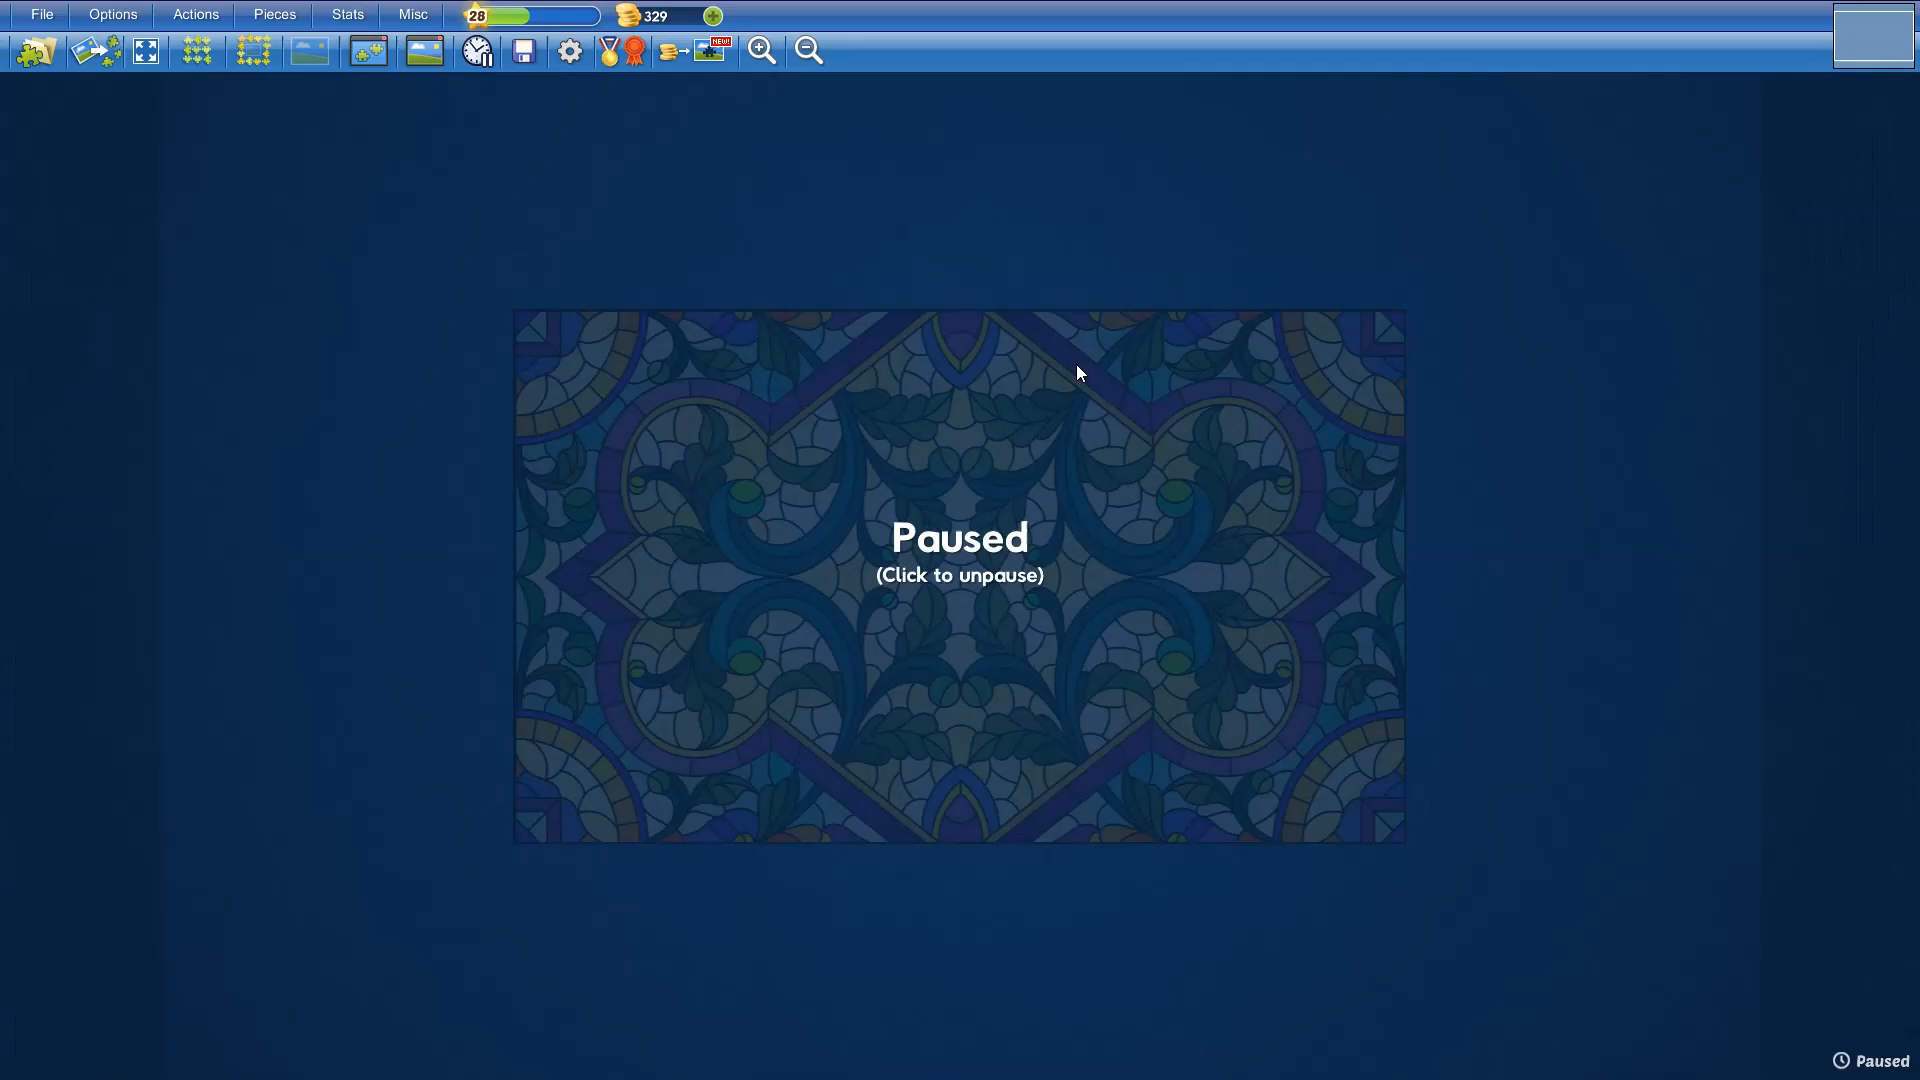 File Options Actions Pieces Stats Misc 28 329
NEW!
Paused
(Click to unpause)
Paused